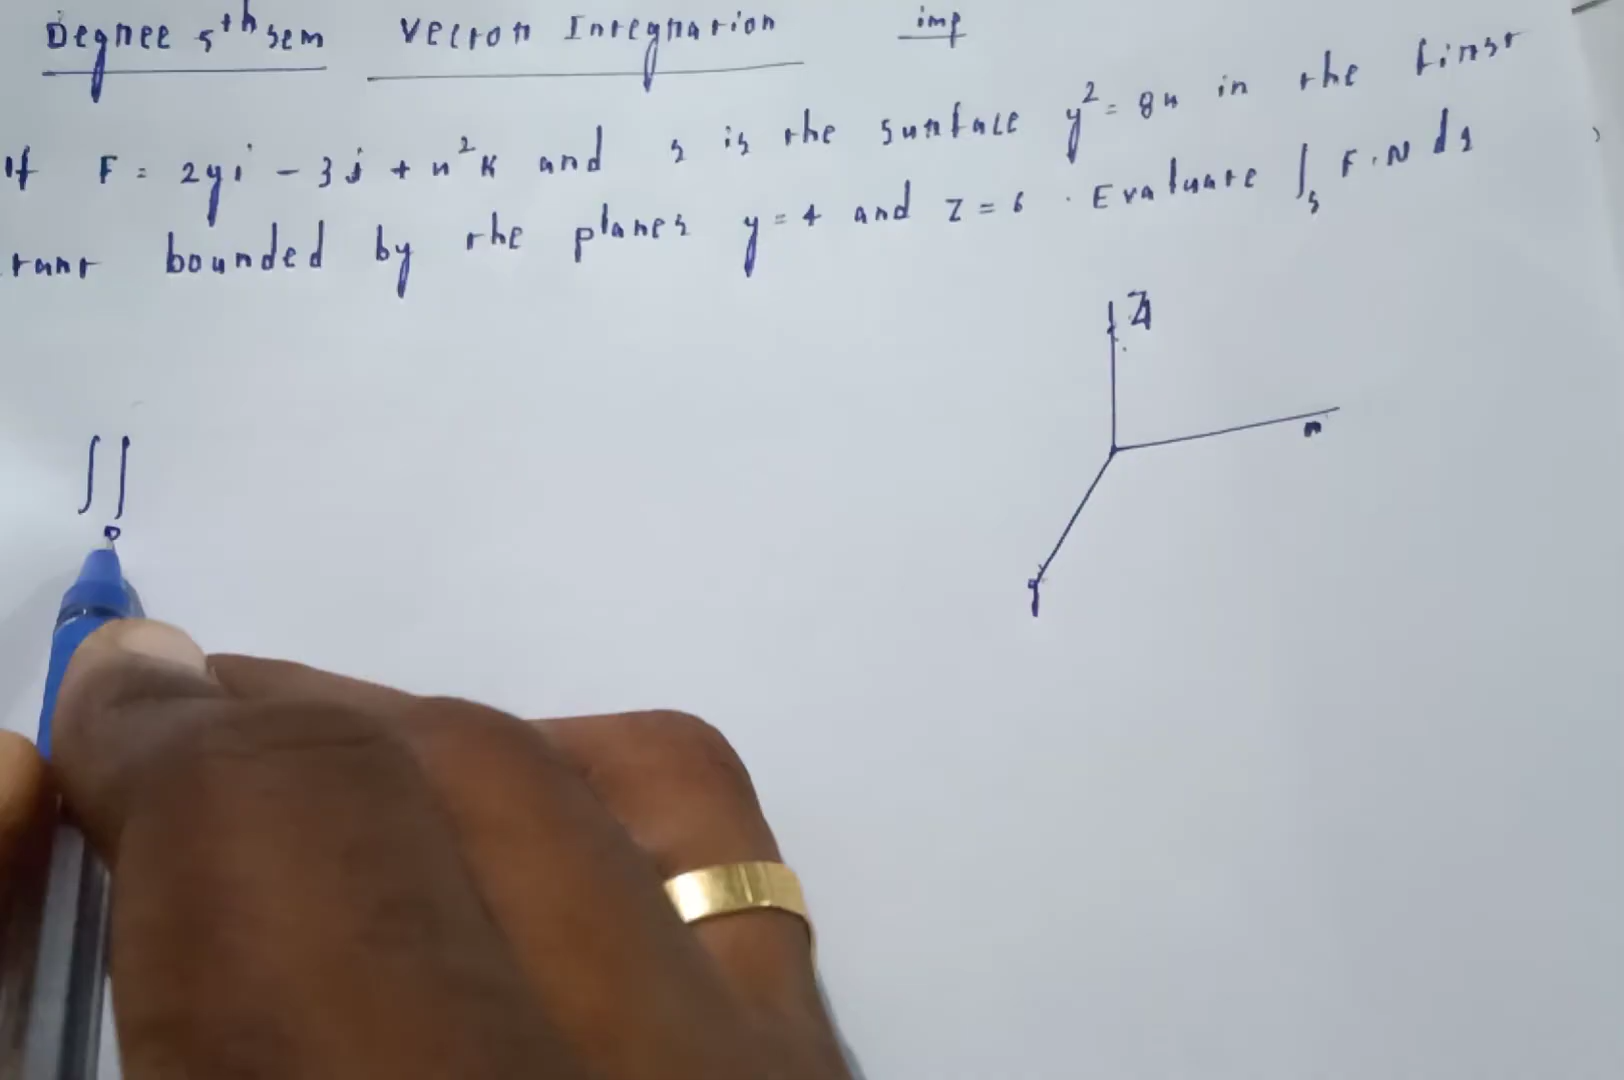 Degree 5th sem Vector Integration imp
If F = 2yi - 3j + x²k and s is the surface y² = 8x in the first
tant bounded by the planes y = 4 and z = 6 . Evaluate ∫s F.N ds
z
x
y
∬